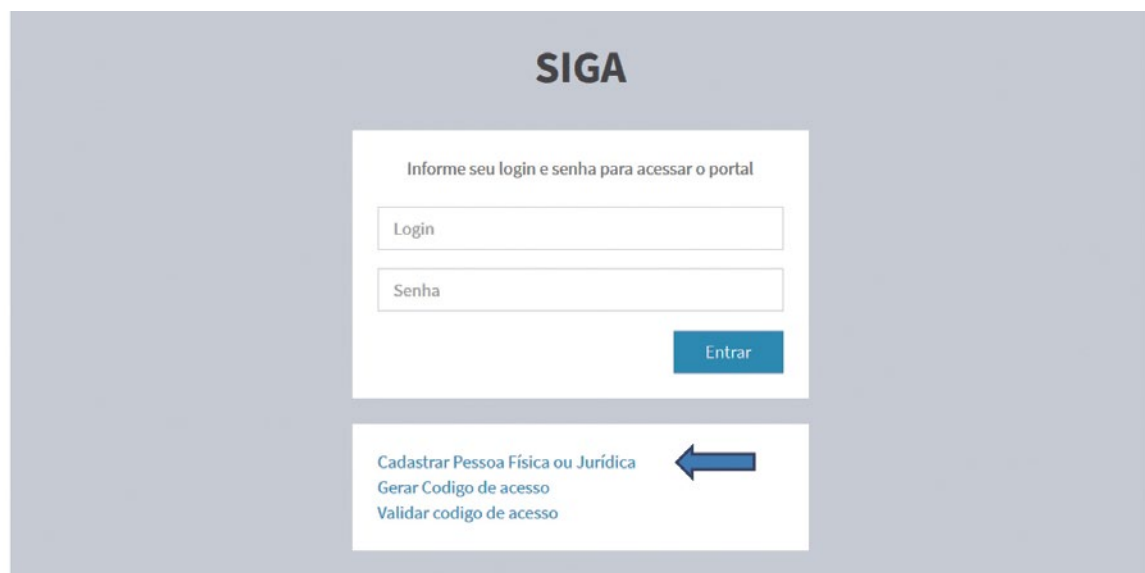 SIGA
Informe seu login e senha para acessar o portal
Login
Senha
Entrar
Cadastrar Pessoa Física ou Jurídica
Gerar Codigo de acesso
Validar codigo de acesso